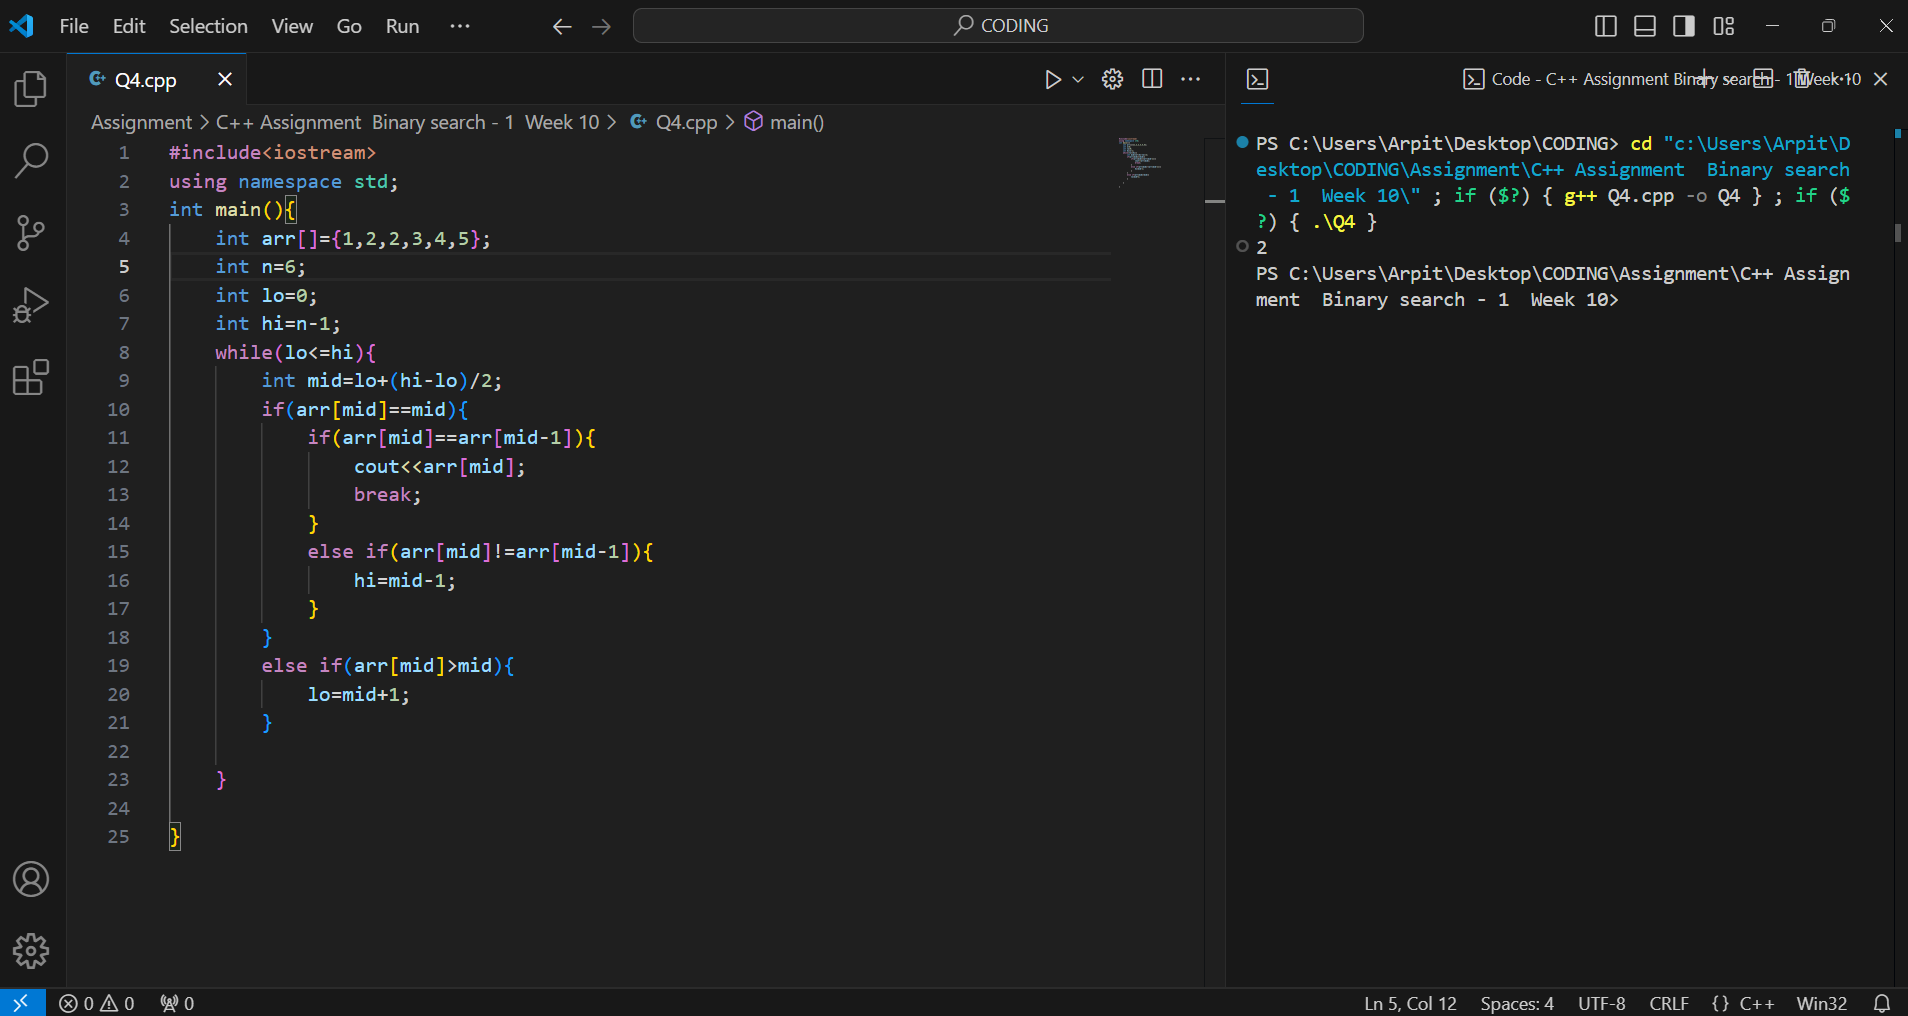 File Edit Selection View Go Run ··· CODING
Q4.cpp
Code - C++ Assignment Binary search - 1 Week 10
Assignment > C++ Assignment Binary search - 1 Week 10 > Q4.cpp > main()
1 #include<iostream>
2 using namespace std;
3 int main(){
4     int arr[]={1,2,2,3,4,5};
5     int n=6;
6     int lo=0;
7     int hi=n-1;
8     while(lo<=hi){
9         int mid=lo+(hi-lo)/2;
10         if(arr[mid]==mid){
11             if(arr[mid]==arr[mid-1]){
12                 cout<<arr[mid];
13                 break;
14             }
15             else if(arr[mid]!=arr[mid-1]){
16                 hi=mid-1;
17             }
18         }
19         else if(arr[mid]>mid){
20             lo=mid+1;
21         }
22
23     }
24
25 }
PS C:\Users\Arpit\Desktop\CODING> cd "c:\Users\Arpit\D
esktop\CODING\Assignment\C++ Assignment  Binary search
 - 1  Week 10\" ; if ($?) { g++ Q4.cpp -o Q4 } ; if ($
?) { .\Q4 }
2
PS C:\Users\Arpit\Desktop\CODING\Assignment\C++ Assign
ment  Binary search - 1  Week 10>
0 0 0 Ln 5, Col 12 Spaces: 4 UTF-8 CRLF {} C++ Win32